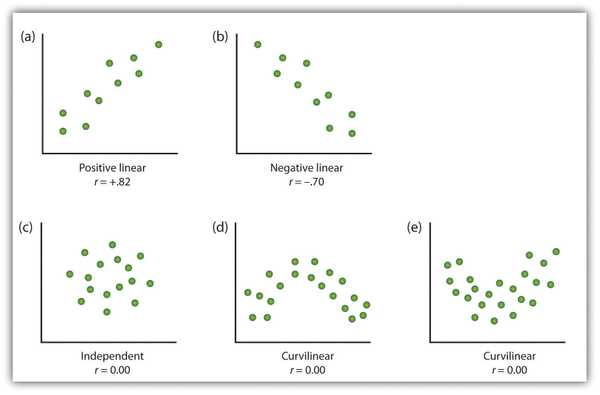 (a)
Positive linear
r = +.82
(b)
Negative linear
r = –.70
(c)
Independent
r = 0.00
(d)
Curvilinear
r = 0.00
(e)
Curvilinear
r = 0.00